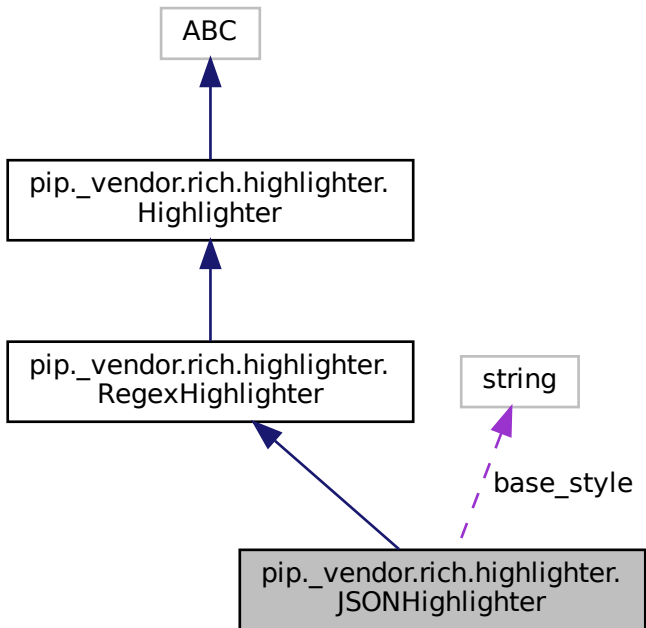 ABC
pip._vendor.rich.highlighter.
Highlighter
pip._vendor.rich.highlighter.
RegexHighlighter
string
base_style
pip._vendor.rich.highlighter.
JSONHighlighter